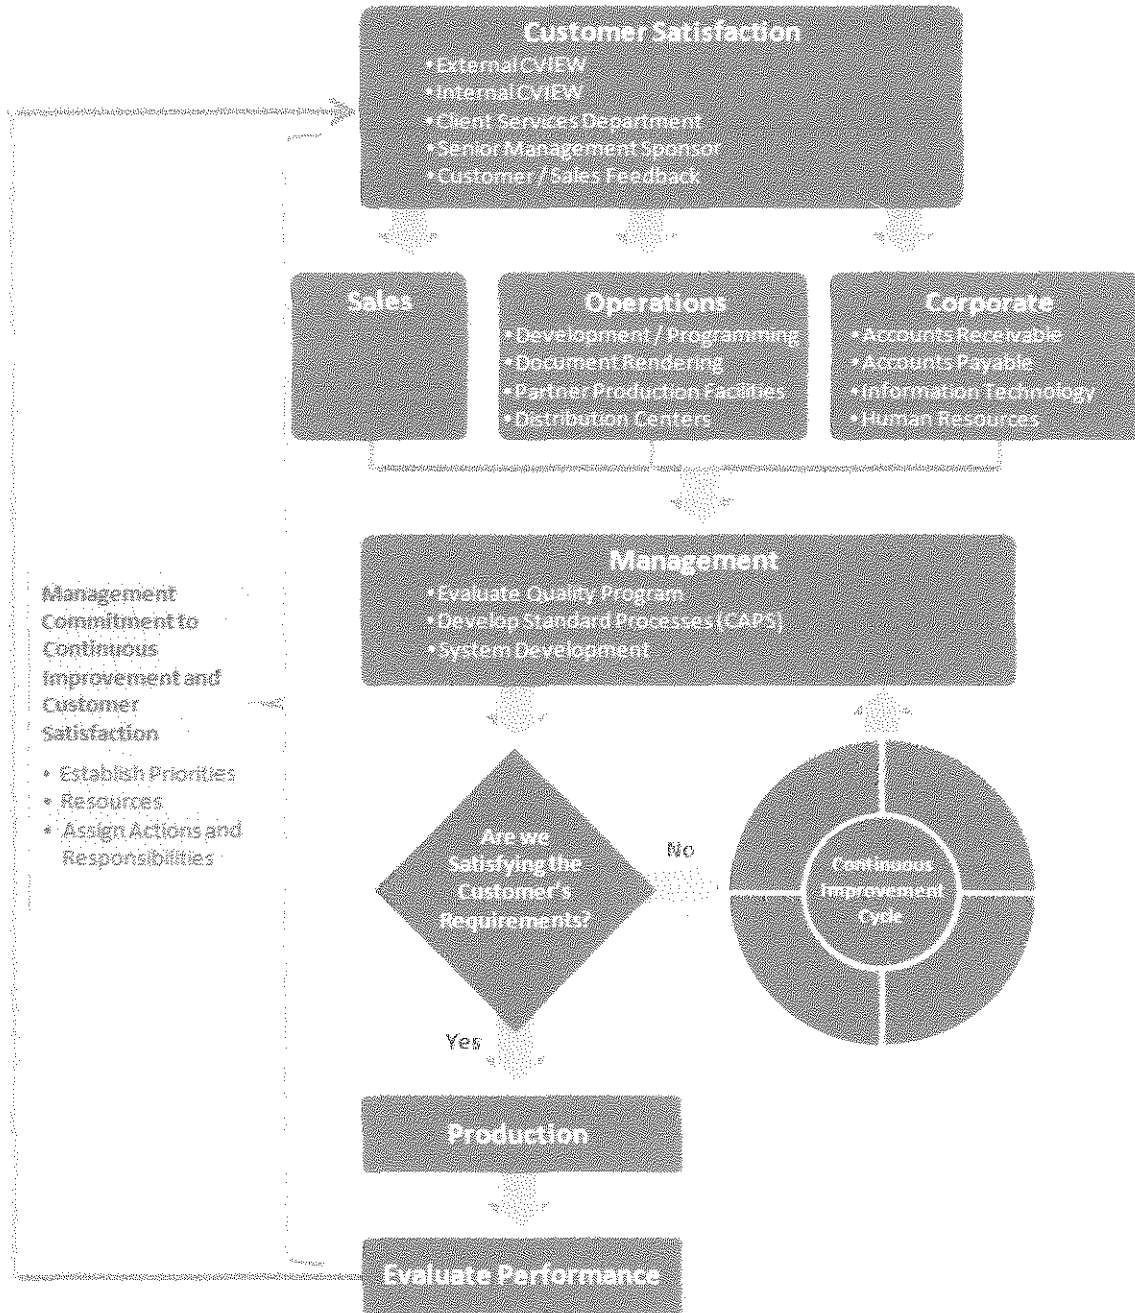 Customer Satisfaction
• External CVIEW
• Internal CVIEW
• Client Services Department
• Senior Management Sponsor
• Customer / Sales Feedback
Sales
Operations
• Development / Programming
• Document Rendering
• Partner Production Facilities
• Distribution Centers
Corporate
• Accounts Receivable
• Accounts Payable
• Information Technology
• Human Resources
Management
• Evaluate Quality Program
• Develop Standard Processes (CAPS)
• System Development
Management
Commitment to
Continuous
Improvement and
Customer
Satisfaction
• Establish Priorities
• Resources
• Assign Actions and
Responsibilities
Are we
Satisfying the
Customer's
Requirements?
No
Continuous
Improvement
Cycle
Yes
Production
Evaluate Performance